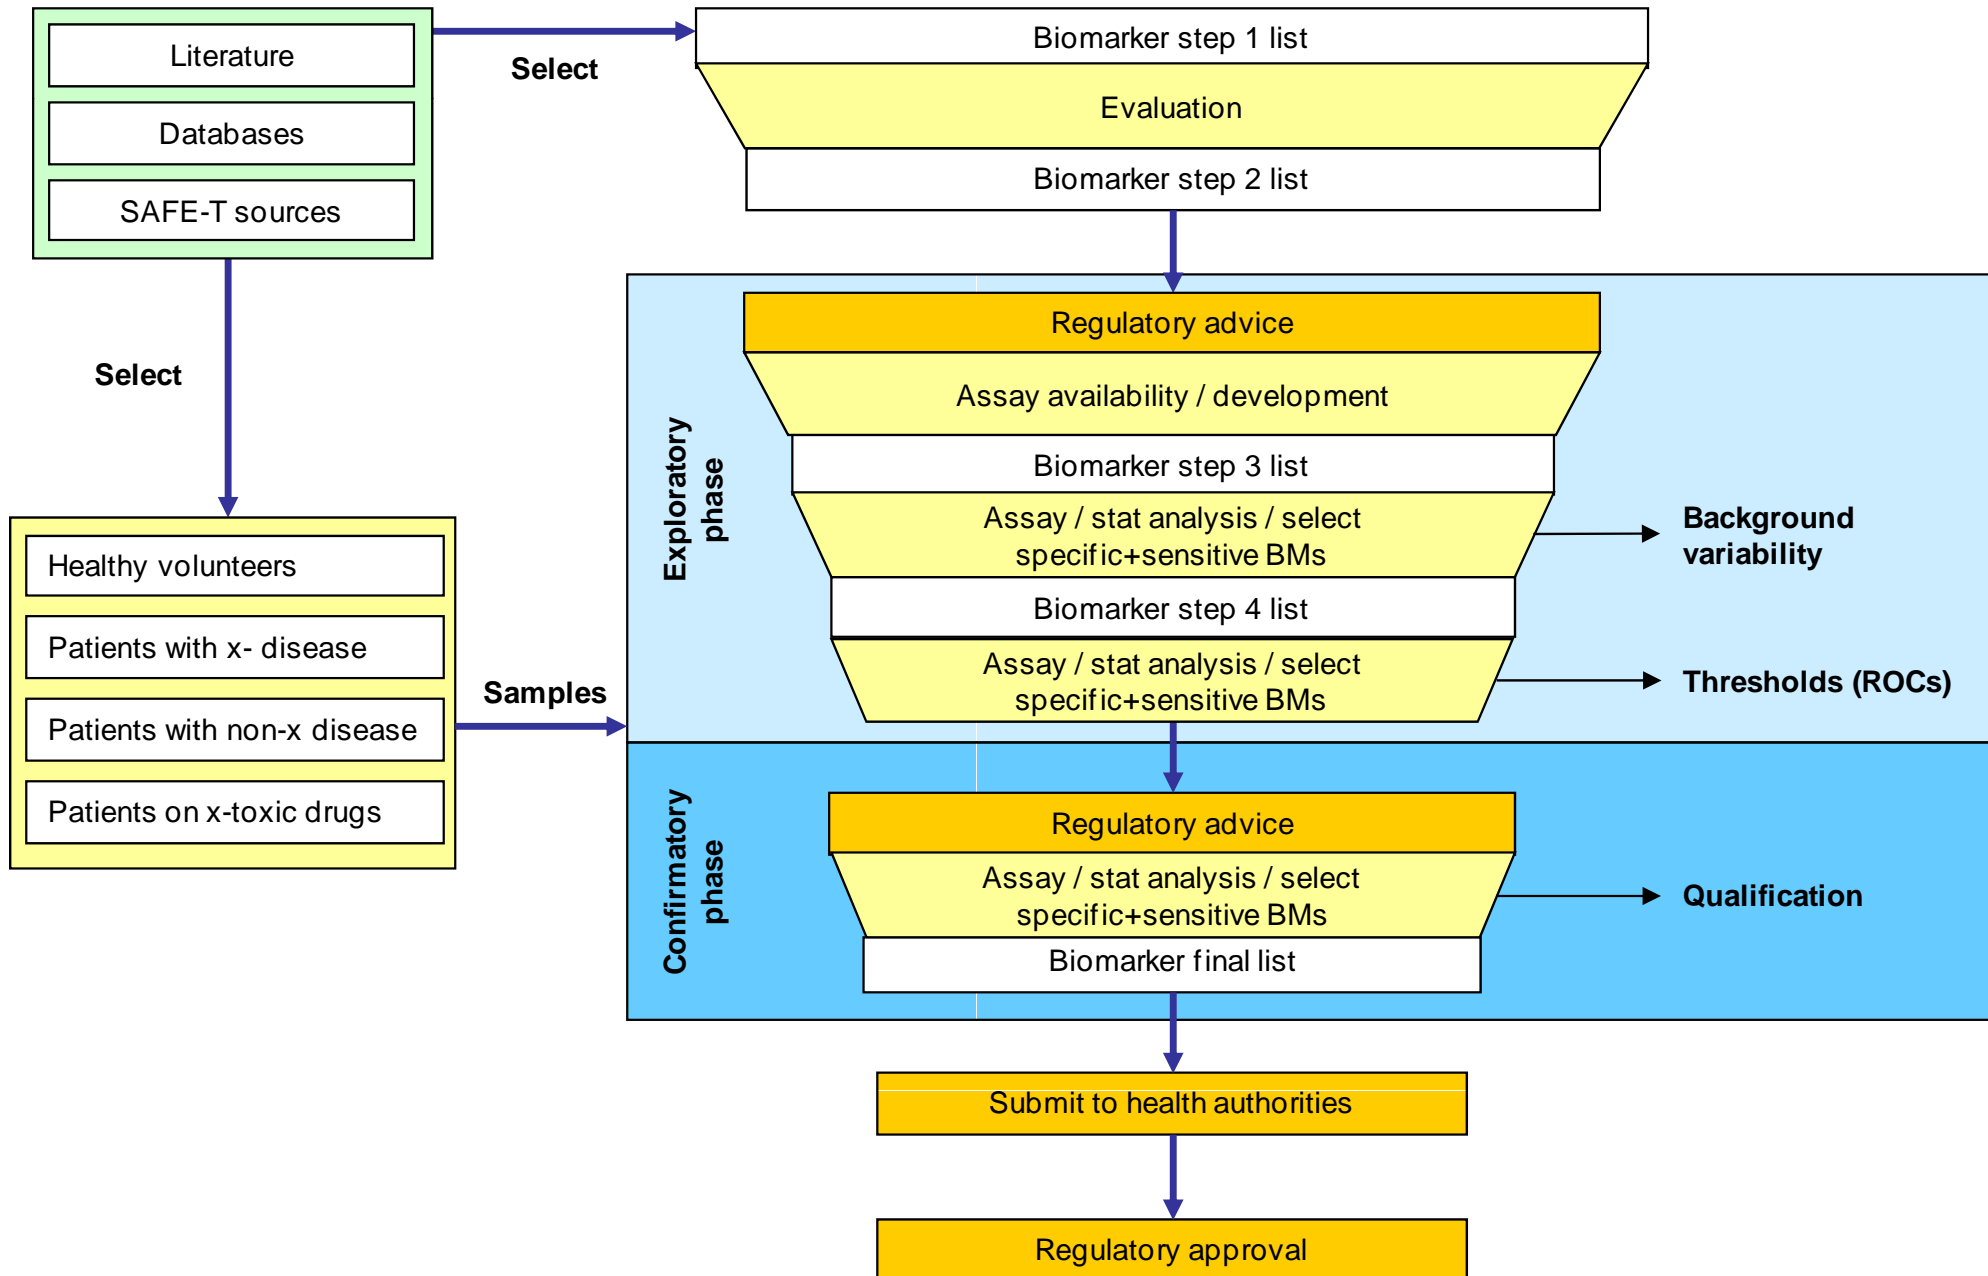 Literature
Databases
SAFE-T sources
Select
Biomarker step 1 list
Evaluation
Biomarker step 2 list
Select
Healthy volunteers
Patients with x- disease
Patients with non-x disease
Patients on x-toxic drugs
Samples
Exploratory
phase
Regulatory advice
Assay availability / development
Biomarker step 3 list
Assay / stat analysis / select
specific+sensitive BMs
Background
variability
Biomarker step 4 list
Assay / stat analysis / select
specific+sensitive BMs
Thresholds (ROCs)
Confirmatory
phase
Regulatory advice
Assay / stat analysis / select
specific+sensitive BMs
Qualification
Biomarker final list
Submit to health authorities
Regulatory approval